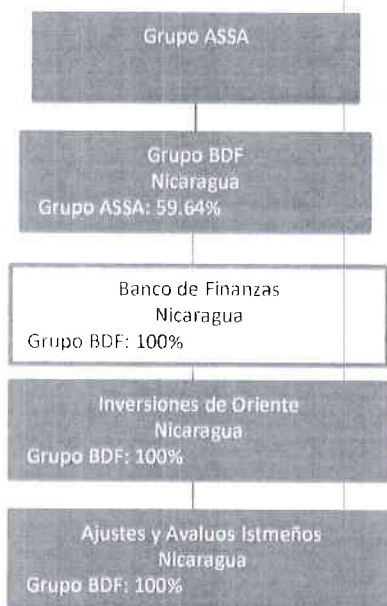 Grupo ASSA
Grupo BDF
Nicaragua
Grupo ASSA: 59.64%
Banco de Finanzas
Nicaragua
Grupo BDF: 100%
Inversiones de Oriente
Nicaragua
Grupo BDF: 100%
Ajustes y Avaluos Istmeños
Nicaragua
Grupo BDF: 100%